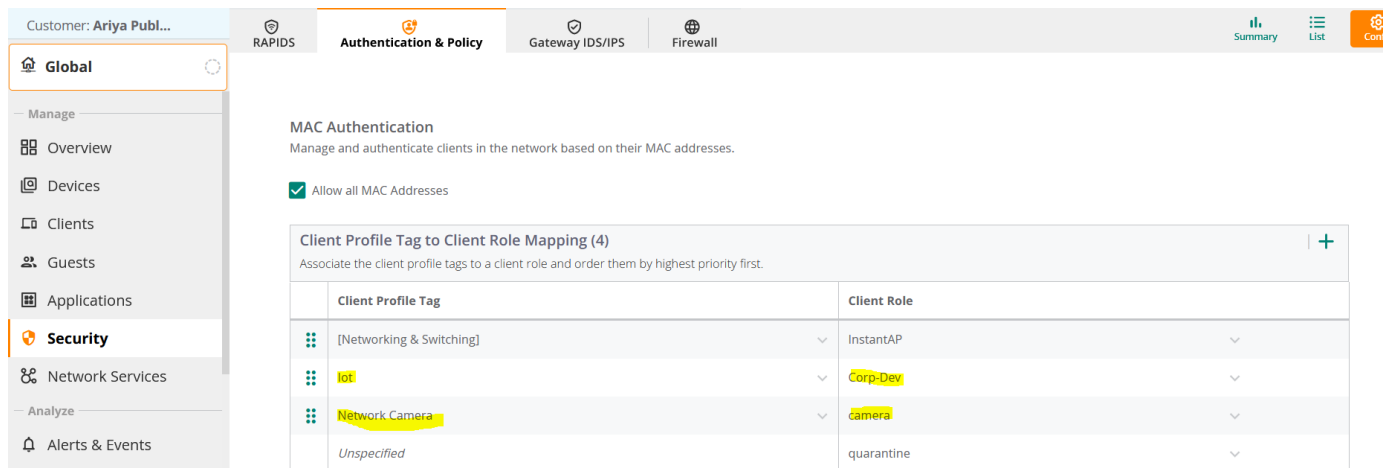 Customer: Ariya Publ...
RAPIDS
Authentication & Policy
Gateway IDS/IPS
Firewall
Summary
List
Global
Manage
Overview
Devices
Clients
Guests
Applications
Security
Network Services
Analyze
Alerts & Events
MAC Authentication
Manage and authenticate clients in the network based on their MAC addresses.
Allow all MAC Addresses
Client Profile Tag to Client Role Mapping (4)
Associate the client profile tags to a client role and order them by highest priority first.
Client Profile Tag Client Role
[Networking & Switching] InstantAP
Iot Corp-Dev
Network Camera camera
Unspecified quarantine